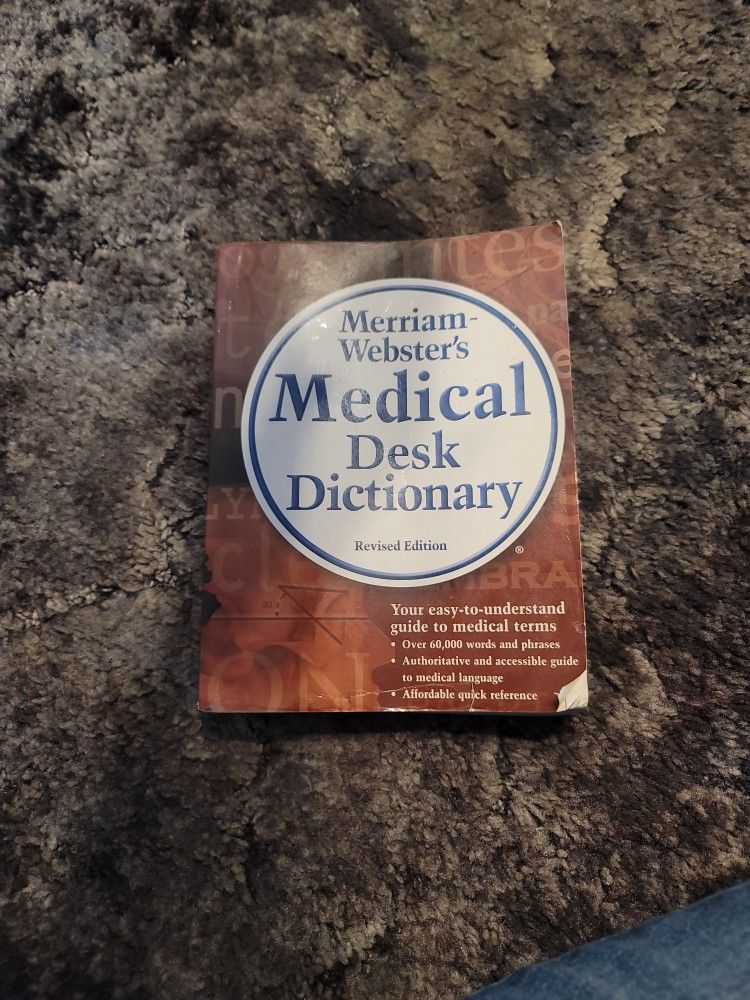 Merriam-
Webster's
Medical
Desk
Dictionary
Revised Edition
®
Your easy-to-understand
guide to medical terms
• Over 60,000 words and phrases
• Authoritative and accessible guide
to medical language
• Affordable quick reference